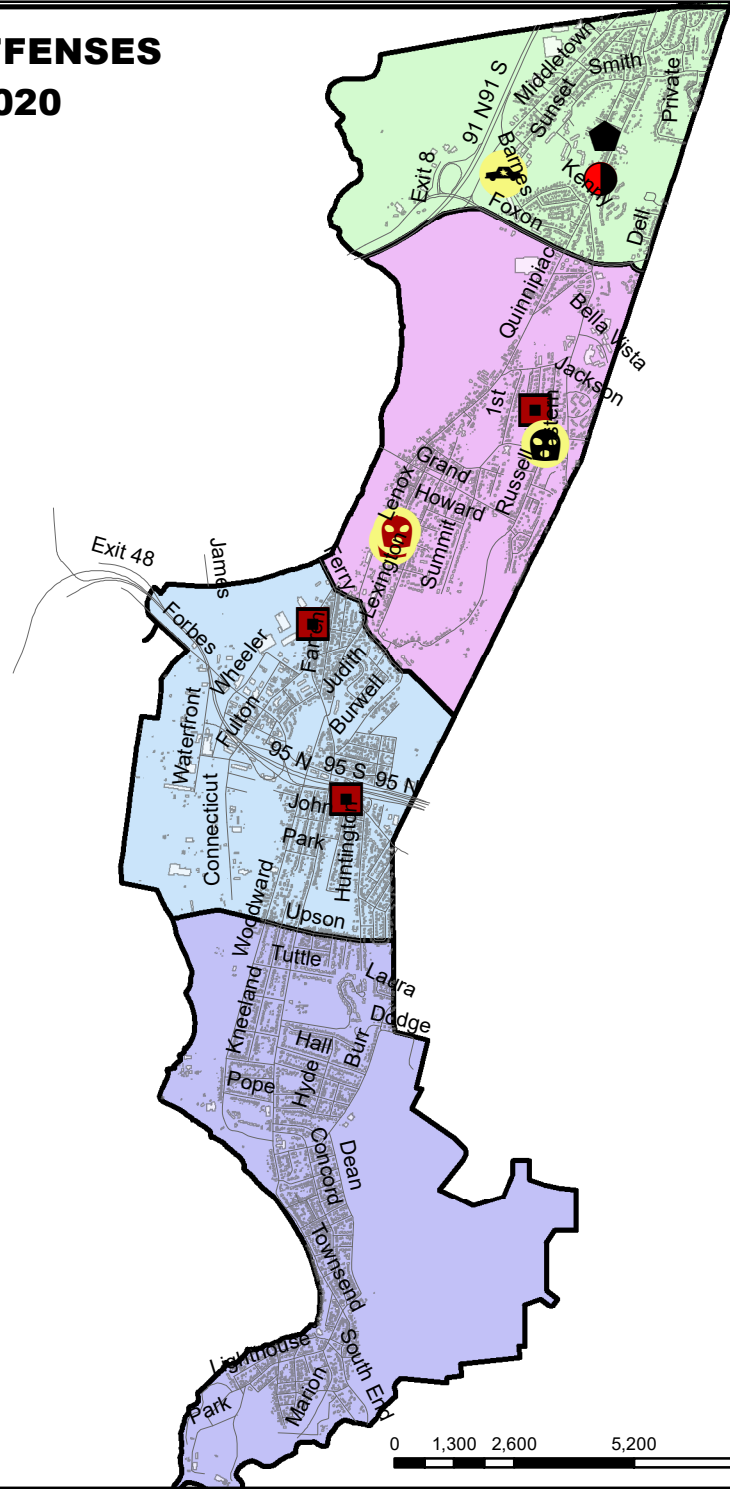 FFENSES
020
Middletown
Smith
Private
Sunset
91 N
91 S
Barnes
Exit 8
Kenny
Foxon
Dell
Quinnipiac
Bella Vista
Jackson
1st
Russell
Grand
Lenox
Howard
Summit
Exit 48
James
Ferry
Lexington
Forbes
Wheeler
Judith
Fulton
Burwell
Waterfront
95 N
95 S
95 N
Connecticut
John
Park
Huntington
Woodward
Upson
Tuttle
Laura
Kneeland
Dodge
Hall
Burr
Pope
Hyde
Concord
Dean
Townsend
Lighthouse
South End
Marion
Park
0 1,300 2,600 5,200